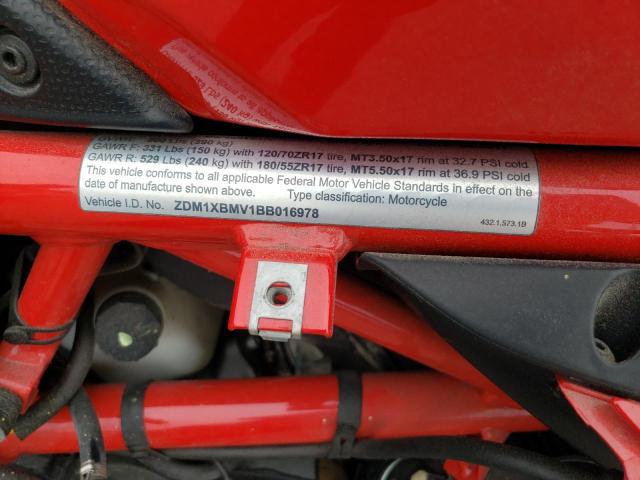 (390 kg)
GAWR F: 331 Lbs (150 kg) with 120/70ZR17 tire, MT3.50x17 rim at 32.7 PSI cold
GAWR R: 529 Lbs (240 kg) with 180/55ZR17 tire, MT5.50x17 rim at 36.9 PSI cold
This vehicle conforms to all applicable Federal Motor Vehicle Standards in effect on the
date of manufacture shown above. Type classification: Motorcycle
Vehicle I.D. No. ZDM1XBMV1BB016978
432.1.573.1B